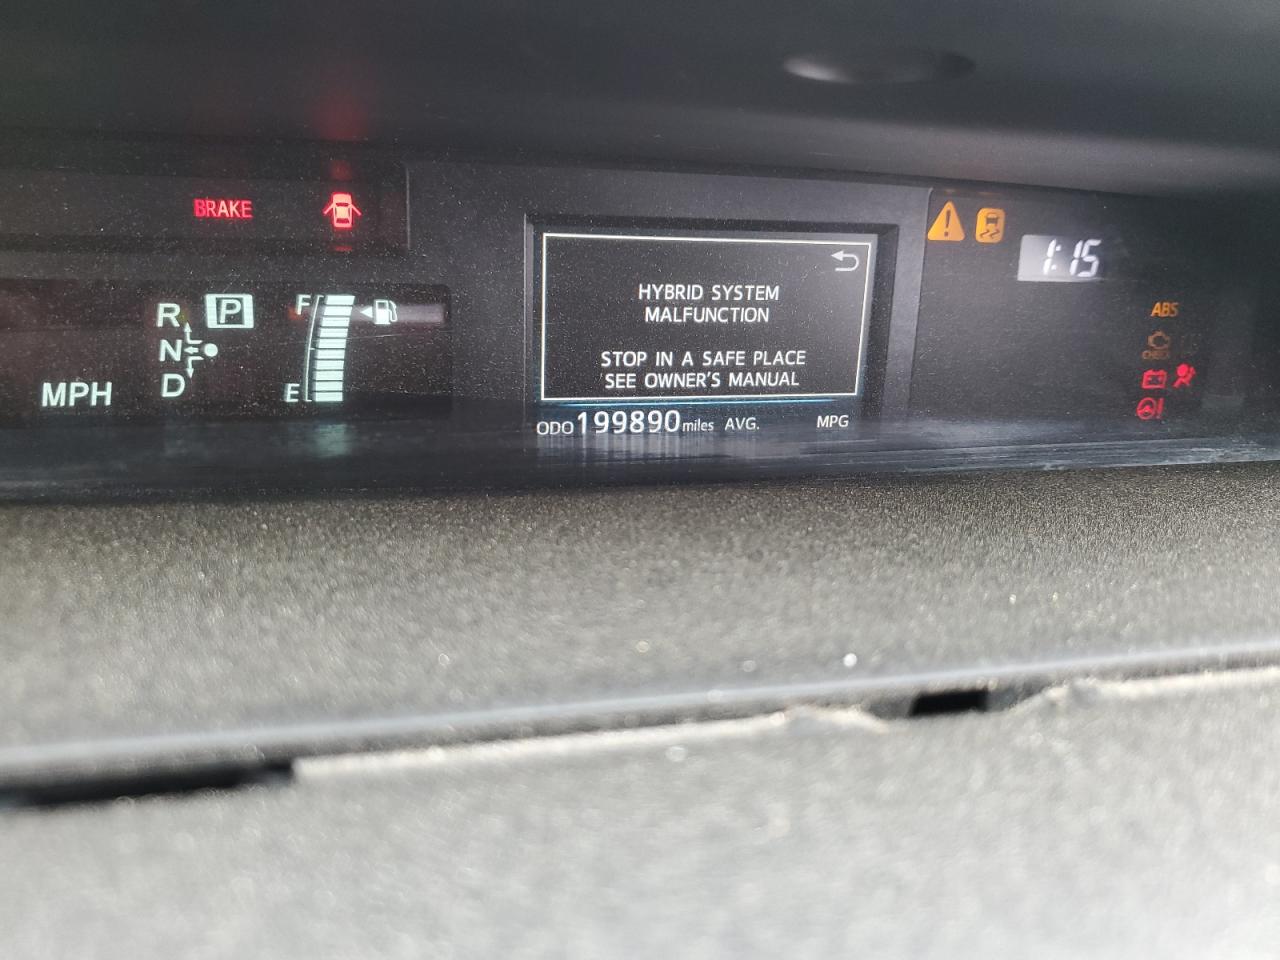 BRAKE
1:15
R P
N
D
F
E
MPH
HYBRID SYSTEM
MALFUNCTION
STOP IN A SAFE PLACE
SEE OWNER'S MANUAL
ODO 199890 miles AVG. MPG
ABS
CHECK